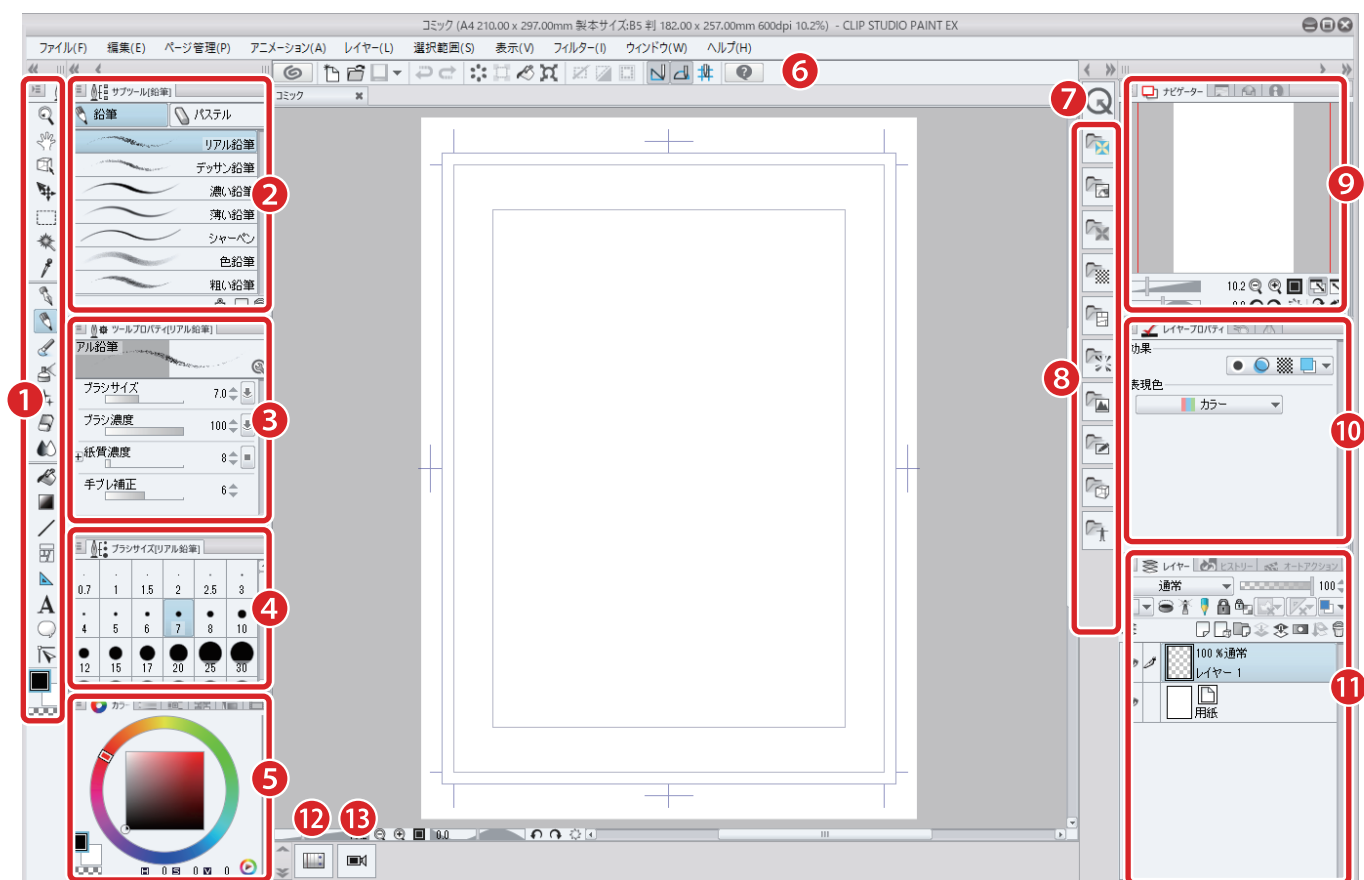 コミック (A4 210.00 x 297.00mm 製本サイズ:B5 判 182.00 x 257.00mm 600dpi 10.2%) - CLIP STUDIO PAINT EX
ファイル(F) 編集(E) ページ管理(P) アニメーション(A) レイヤー(L) 選択範囲(S) 表示(V) フィルター(I) ウィンドウ(W) ヘルプ(H)
6
コミック
1
サブツール[鉛筆]
鉛筆 パステル
リアル鉛筆
デッサン鉛筆
濃い鉛筆
薄い鉛筆
シャーペン
色鉛筆
粗い鉛筆
2
ツールプロパティ[リアル鉛筆]
アル鉛筆
ブラシサイズ 7.0
ブラシ濃度 100
紙質濃度 8
手ブレ補正 6
3
ブラシサイズ[リアル鉛筆]
0.7 1 1.5 2 2.5 3
4 5 6 7 8 10
12 15 17 20 25 30
4
A
カラー
5
H 0 S 0 V 0
12 13
0.0
7
8
ナビゲーター
9
10.2
レイヤープロパティ
効果
表現色
カラー
10
レイヤー ヒストリー オートアクション
通常 100
100 %通常
レイヤー 1
用紙
11